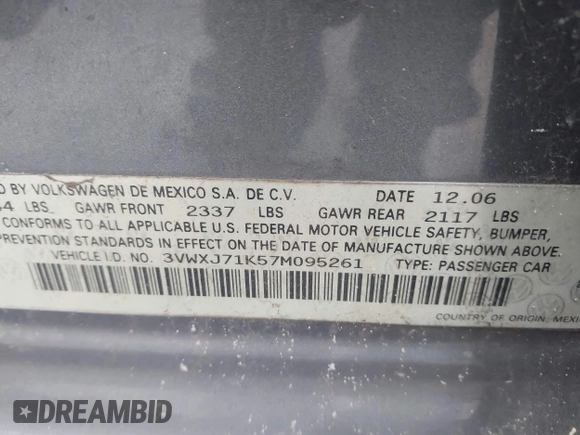 BY VOLKSWAGEN DE MEXICO S.A. DE C.V. DATE 12.06
LBS GAWR FRONT 2337 LBS GAWR REAR 2117 LBS
CONFORMS TO ALL APPLICABLE U.S. FEDERAL MOTOR VEHICLE SAFETY, BUMPER,
PREVENTION STANDARDS IN EFFECT ON THE DATE OF MANUFACTURE SHOWN ABOVE.
VEHICLE I.D. NO. 3VWXJ71K57M095261 TYPE: PASSENGER CAR
COUNTRY OF ORIGIN, MEXIC
DREAMBID